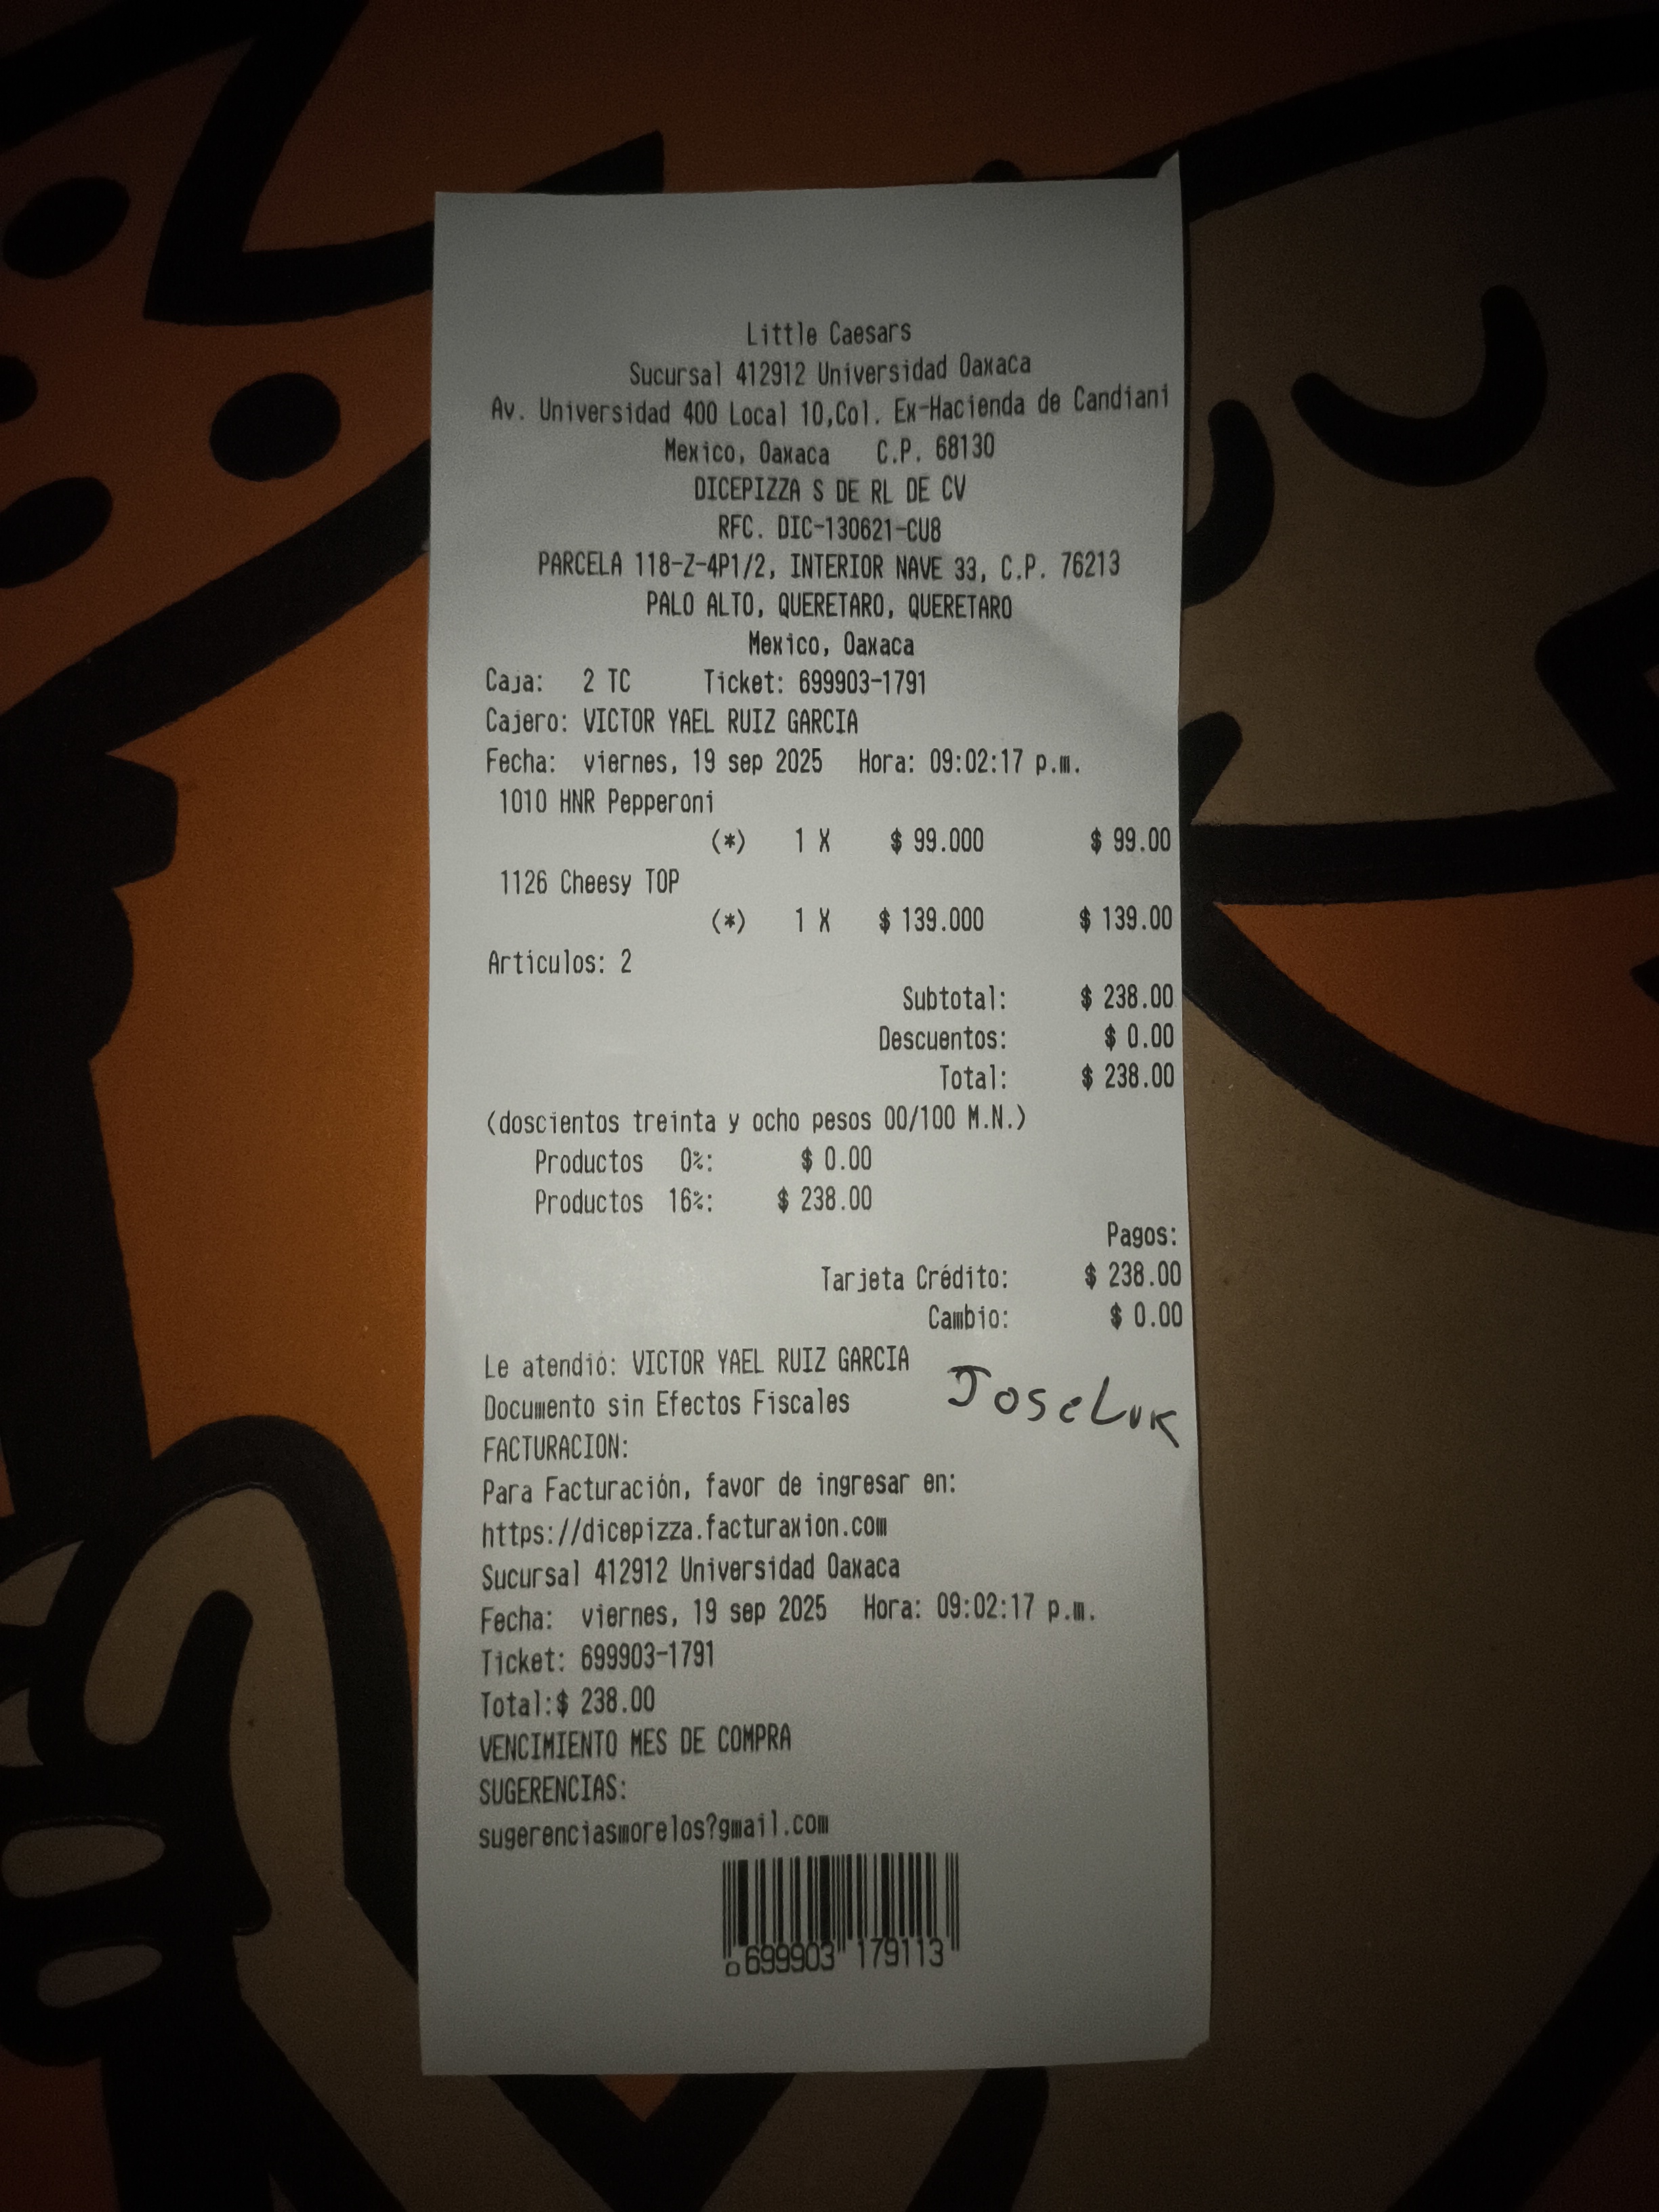 Little Caesars
Sucursal 412912 Universidad Oaxaca
Av. Universidad 400 Local 10,Col. Ex-Hacienda de Candiani
Mexico, Oaxaca C.P. 68130
DICEPIZZA S DE RL DE CV
RFC. DIC-130621-CU8
PARCELA 118-Z-4P1/2, INTERIOR NAVE 33, C.P. 76213
PALO ALTO, QUERETARO, QUERETARO
Mexico, Oaxaca
Caja: 2 TC Ticket: 699903-1791
Cajero: VICTOR YAEL RUIZ GARCIA
Fecha: viernes, 19 sep 2025 Hora: 09:02:17 p.m.
1010 HNR Pepperoni
(*) 1 X $ 99.000 $ 99.00
1126 Cheesy TOP
(*) 1 X $ 139.000 $ 139.00
Articulos: 2
Subtotal: $ 238.00
Descuentos: $ 0.00
Total: $ 238.00
(doscientos treinta y ocho pesos 00/100 M.N.)
Productos 0%: $ 0.00
Productos 16%: $ 238.00
Pagos:
Tarjeta Crédito: $ 238.00
Cambio: $ 0.00
Le atendió: VICTOR YAEL RUIZ GARCIA
Documento sin Efectos Fiscales
FACTURACION:
Para Facturación, favor de ingresar en:
https://dicepizza.facturaxion.com
Sucursal 412912 Universidad Oaxaca
Fecha: viernes, 19 sep 2025 Hora: 09:02:17 p.m.
Ticket: 699903-1791
Total:$ 238.00
VENCIMIENTO MES DE COMPRA
SUGERENCIAS:
sugerenciasmorelos?gmail.com
0 699903 179113